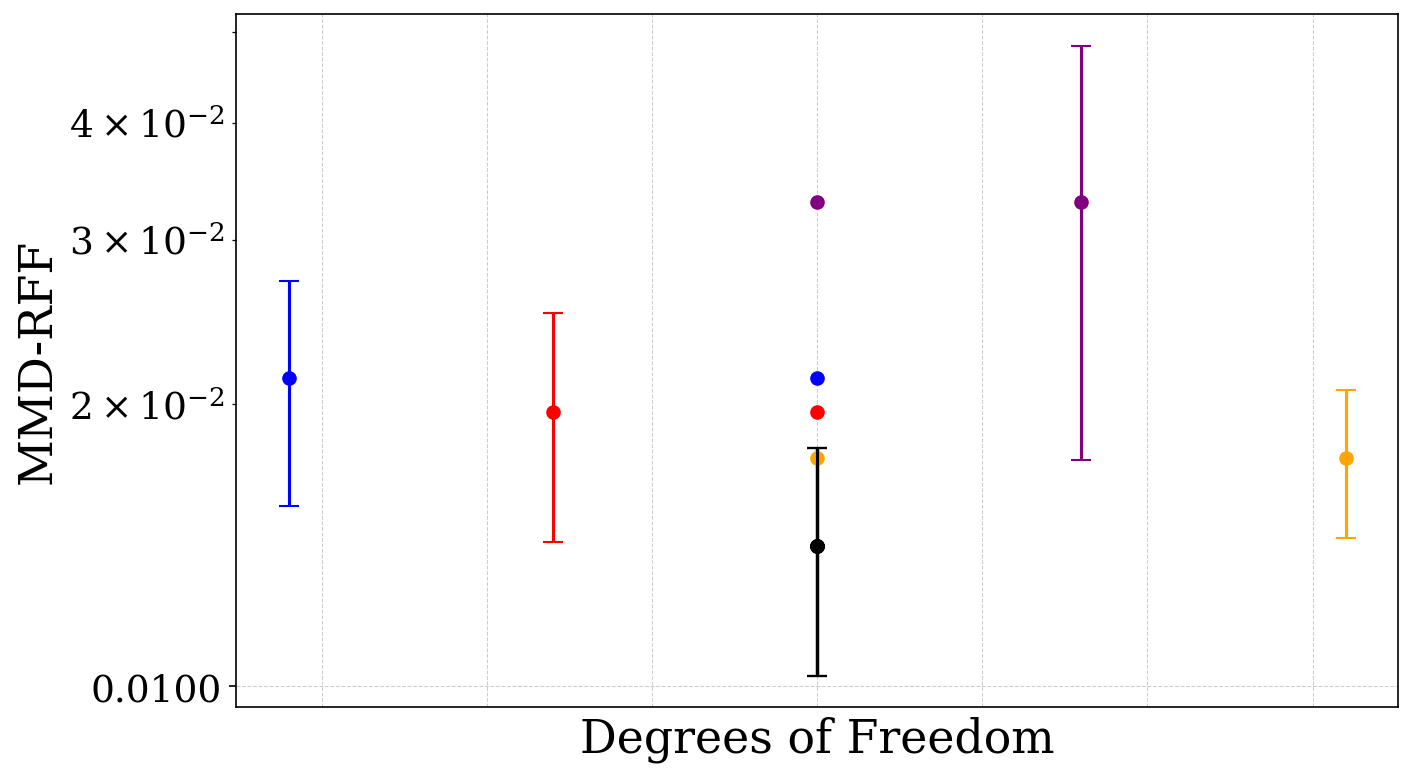 MMD-RFF
4 × 10⁻²
3 × 10⁻²
2 × 10⁻²
0.0100
Degrees of Freedom